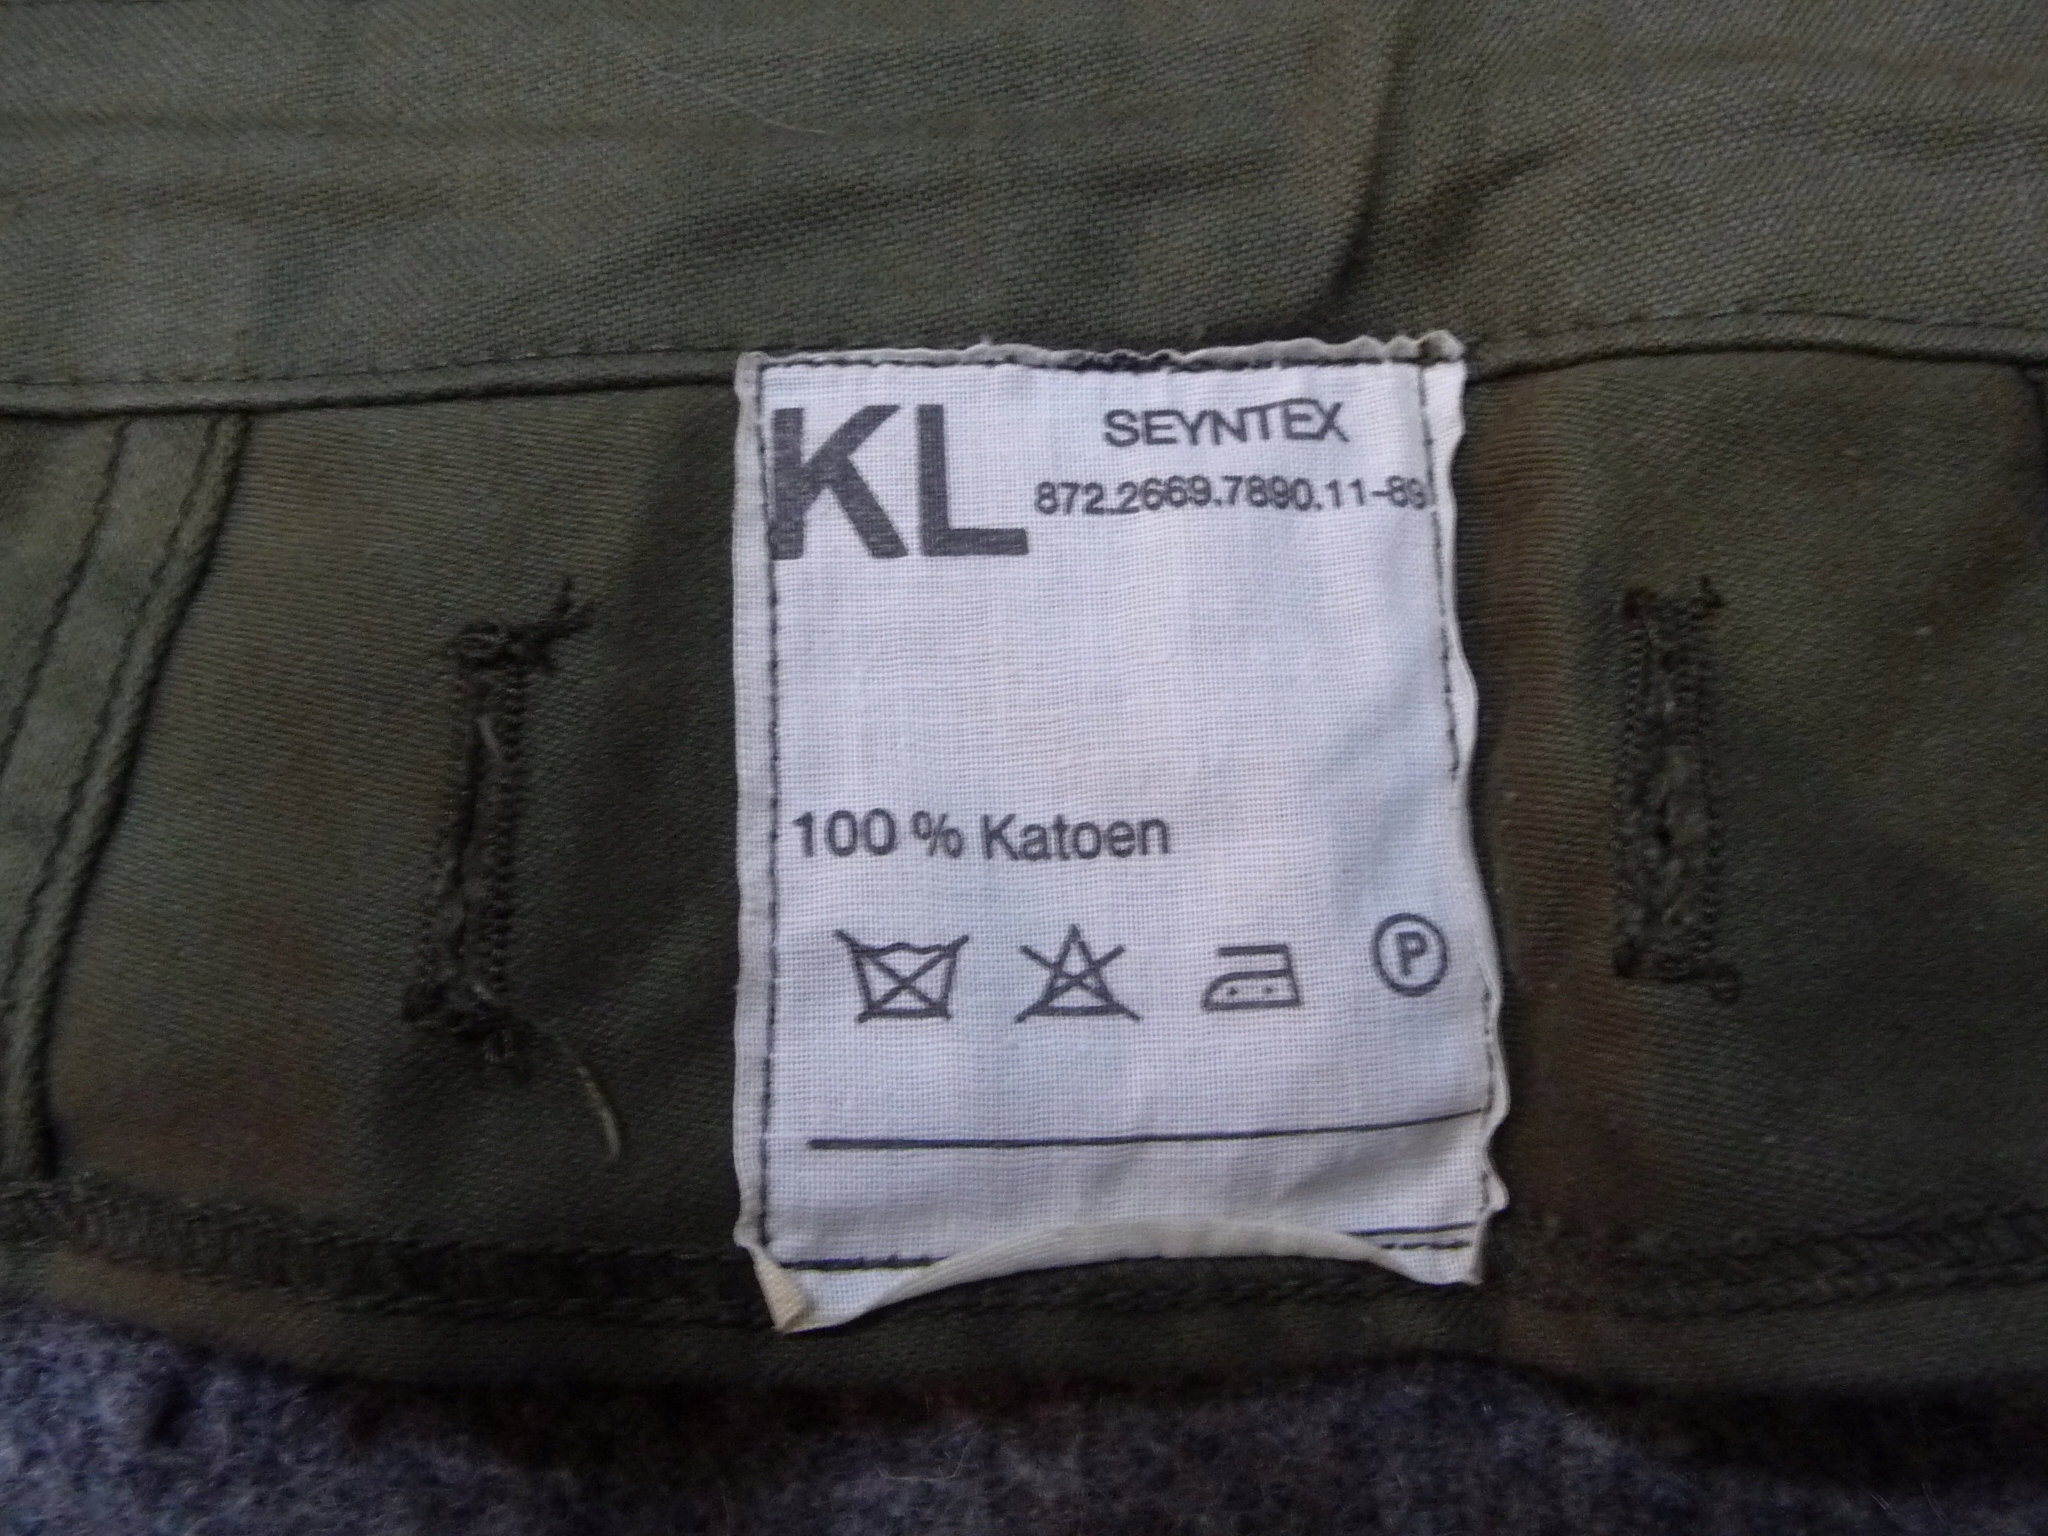 KL
SEYNTEX
872.2669.7890.11-89
100 % Katoen
P